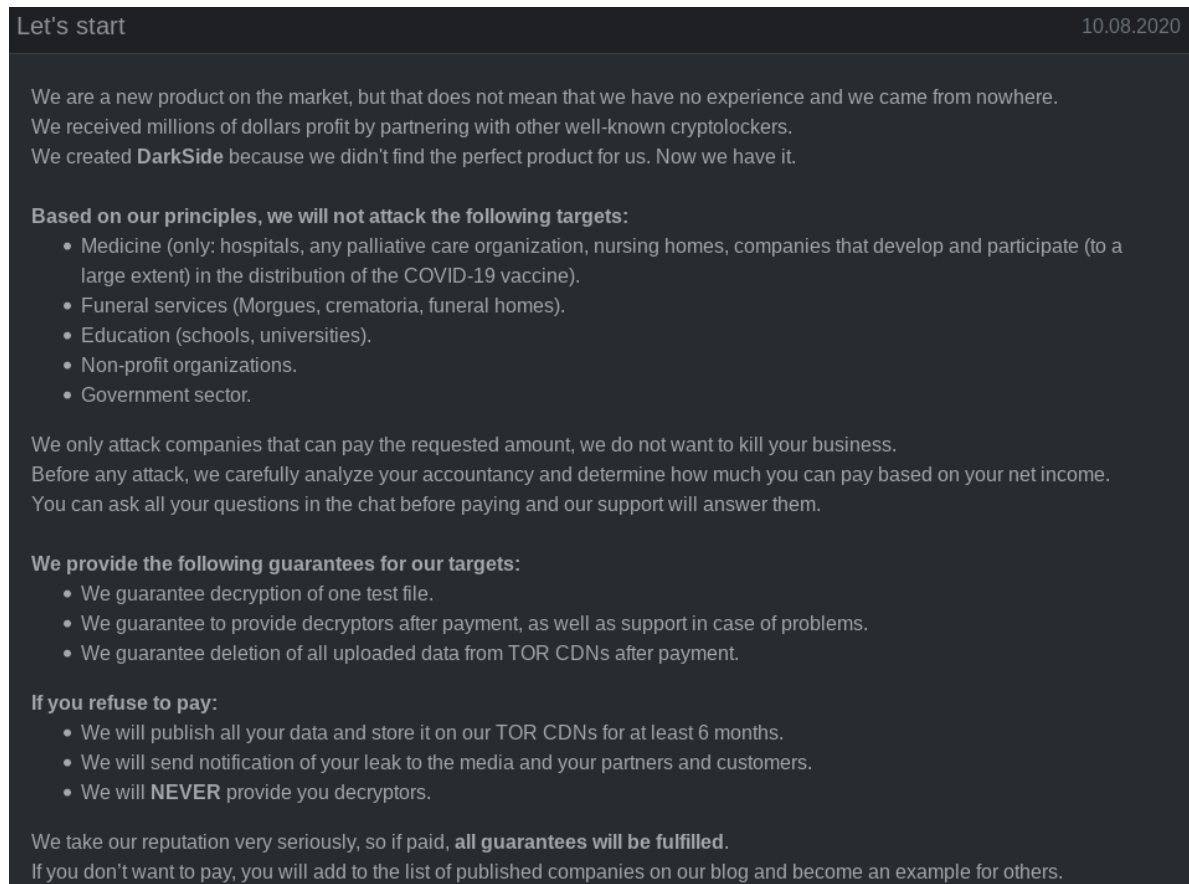 Let's start
10.08.2020
We are a new product on the market, but that does not mean that we have no experience and we came from nowhere.
We received millions of dollars profit by partnering with other well-known cryptolockers.
We created DarkSide because we didn't find the perfect product for us. Now we have it.
Based on our principles, we will not attack the following targets:
• Medicine (only: hospitals, any palliative care organization, nursing homes, companies that develop and participate (to a
large extent) in the distribution of the COVID-19 vaccine).
• Funeral services (Morgues, crematoria, funeral homes).
• Education (schools, universities).
• Non-profit organizations.
• Government sector.
We only attack companies that can pay the requested amount, we do not want to kill your business.
Before any attack, we carefully analyze your accountancy and determine how much you can pay based on your net income.
You can ask all your questions in the chat before paying and our support will answer them.
We provide the following guarantees for our targets:
• We guarantee decryption of one test file.
• We guarantee to provide decryptors after payment, as well as support in case of problems.
• We guarantee deletion of all uploaded data from TOR CDNs after payment.
If you refuse to pay:
• We will publish all your data and store it on our TOR CDNs for at least 6 months.
• We will send notification of your leak to the media and your partners and customers.
• We will NEVER provide you decryptors.
We take our reputation very seriously, so if paid, all guarantees will be fulfilled.
If you don’t want to pay, you will add to the list of published companies on our blog and become an example for others.